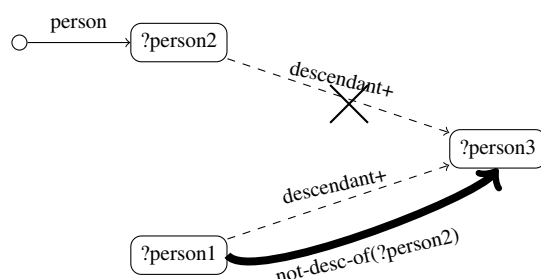 person
?person2
descendant+
?person3
descendant+
?person1
not-desc-of(?person2)